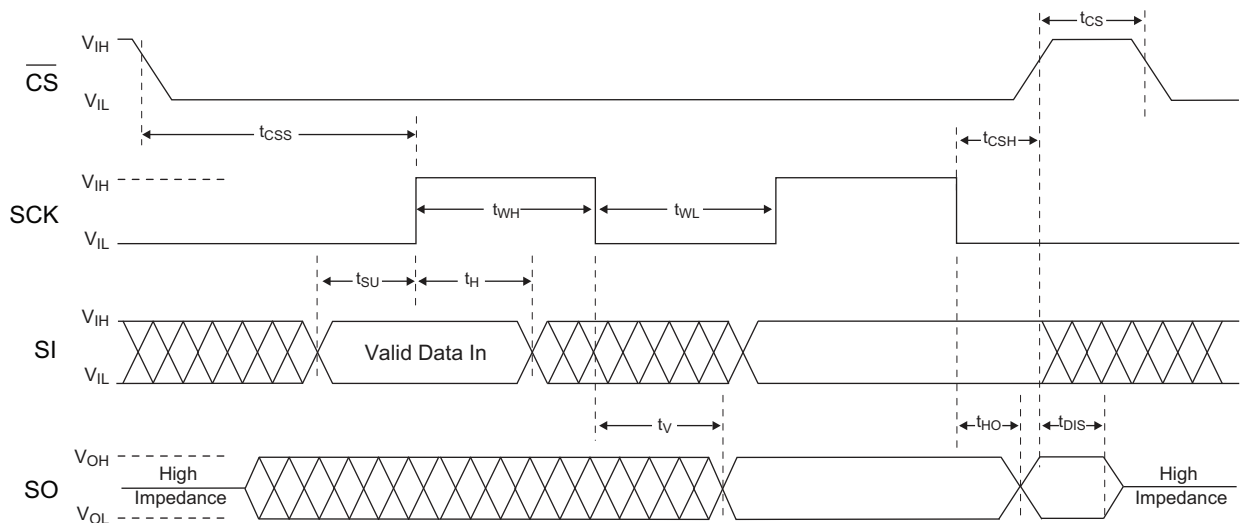 tCS
VIH
CS
VIL
tCSS
tCSH
VIH
SCK
tWH
tWL
VIL
tSU
tH
VIH
SI
Valid Data In
VIL
tV
tHO
tDIS
VOH
High
Impedance
SO
High
Impedance
VOL